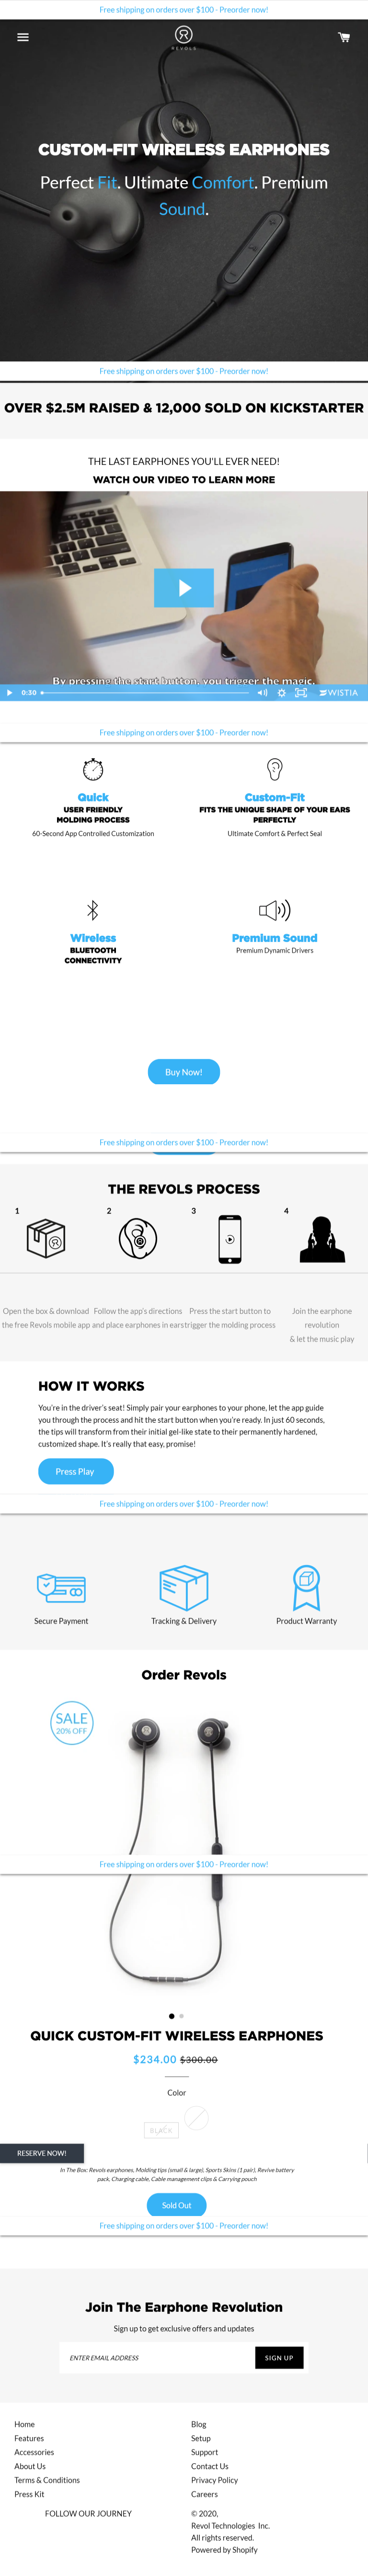 Free shipping on orders over $100 - Preorder now!
REVOLS
CUSTOM-FIT WIRELESS EARPHONES
Perfect Fit. Ultimate Comfort. Premium
Sound.
Free shipping on orders over $100 - Preorder now!
OVER $2.5M RAISED & 12,000 SOLD ON KICKSTARTER
THE LAST EARPHONES YOU'LL EVER NEED!
WATCH OUR VIDEO TO LEARN MORE
By pressing the start button, you trigger the magic.
0:30
WISTIA
Free shipping on orders over $100 - Preorder now!
Quick
USER FRIENDLY
MOLDING PROCESS
60-Second App Controlled Customization
Custom-Fit
FITS THE UNIQUE SHAPE OF YOUR EARS
PERFECTLY
Ultimate Comfort & Perfect Seal
Wireless
BLUETOOTH
CONNECTIVITY
Premium Sound
Premium Dynamic Drivers
Buy Now!
Free shipping on orders over $100 - Preorder now!
THE REVOLS PROCESS
1
2
3
4
Open the box & download
the free Revols mobile app
Follow the app's directions
and place earphones in ears
Press the start button to
trigger the molding process
Join the earphone
revolution
& let the music play
HOW IT WORKS
You're in the driver's seat! Simply pair your earphones to your phone, let the app guide
you through the process and hit the start button when you're ready. In just 60 seconds,
the tips will transform from their initial gel-like state to their permanently hardened,
customized shape. It's really that easy, promise!
Press Play
Free shipping on orders over $100 - Preorder now!
Secure Payment
Tracking & Delivery
Product Warranty
Order Revols
SALE
20% OFF
Free shipping on orders over $100 - Preorder now!
QUICK CUSTOM-FIT WIRELESS EARPHONES
$234.00 $300.00
Color
BLACK
RESERVE NOW!
In The Box: Revols earphones, Molding tips (small & large), Sports Skins (1 pair), Revive battery
pack, Charging cable, Cable management clips & Carrying pouch
Sold Out
Free shipping on orders over $100 - Preorder now!
Join The Earphone Revolution
Sign up to get exclusive offers and updates
ENTER EMAIL ADDRESS
SIGN UP
Home
Features
Accessories
About Us
Terms & Conditions
Press Kit
Blog
Setup
Support
Contact Us
Privacy Policy
Careers
FOLLOW OUR JOURNEY
© 2020,
Revol Technologies Inc.
All rights reserved.
Powered by Shopify